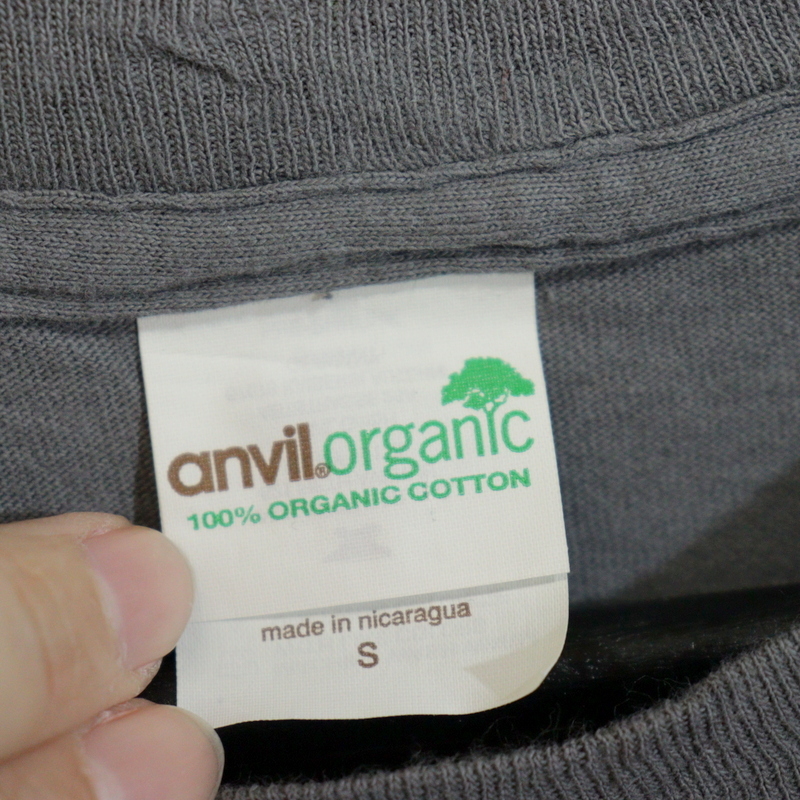 anvil®organic
100% ORGANIC COTTON
made in nicaragua
S